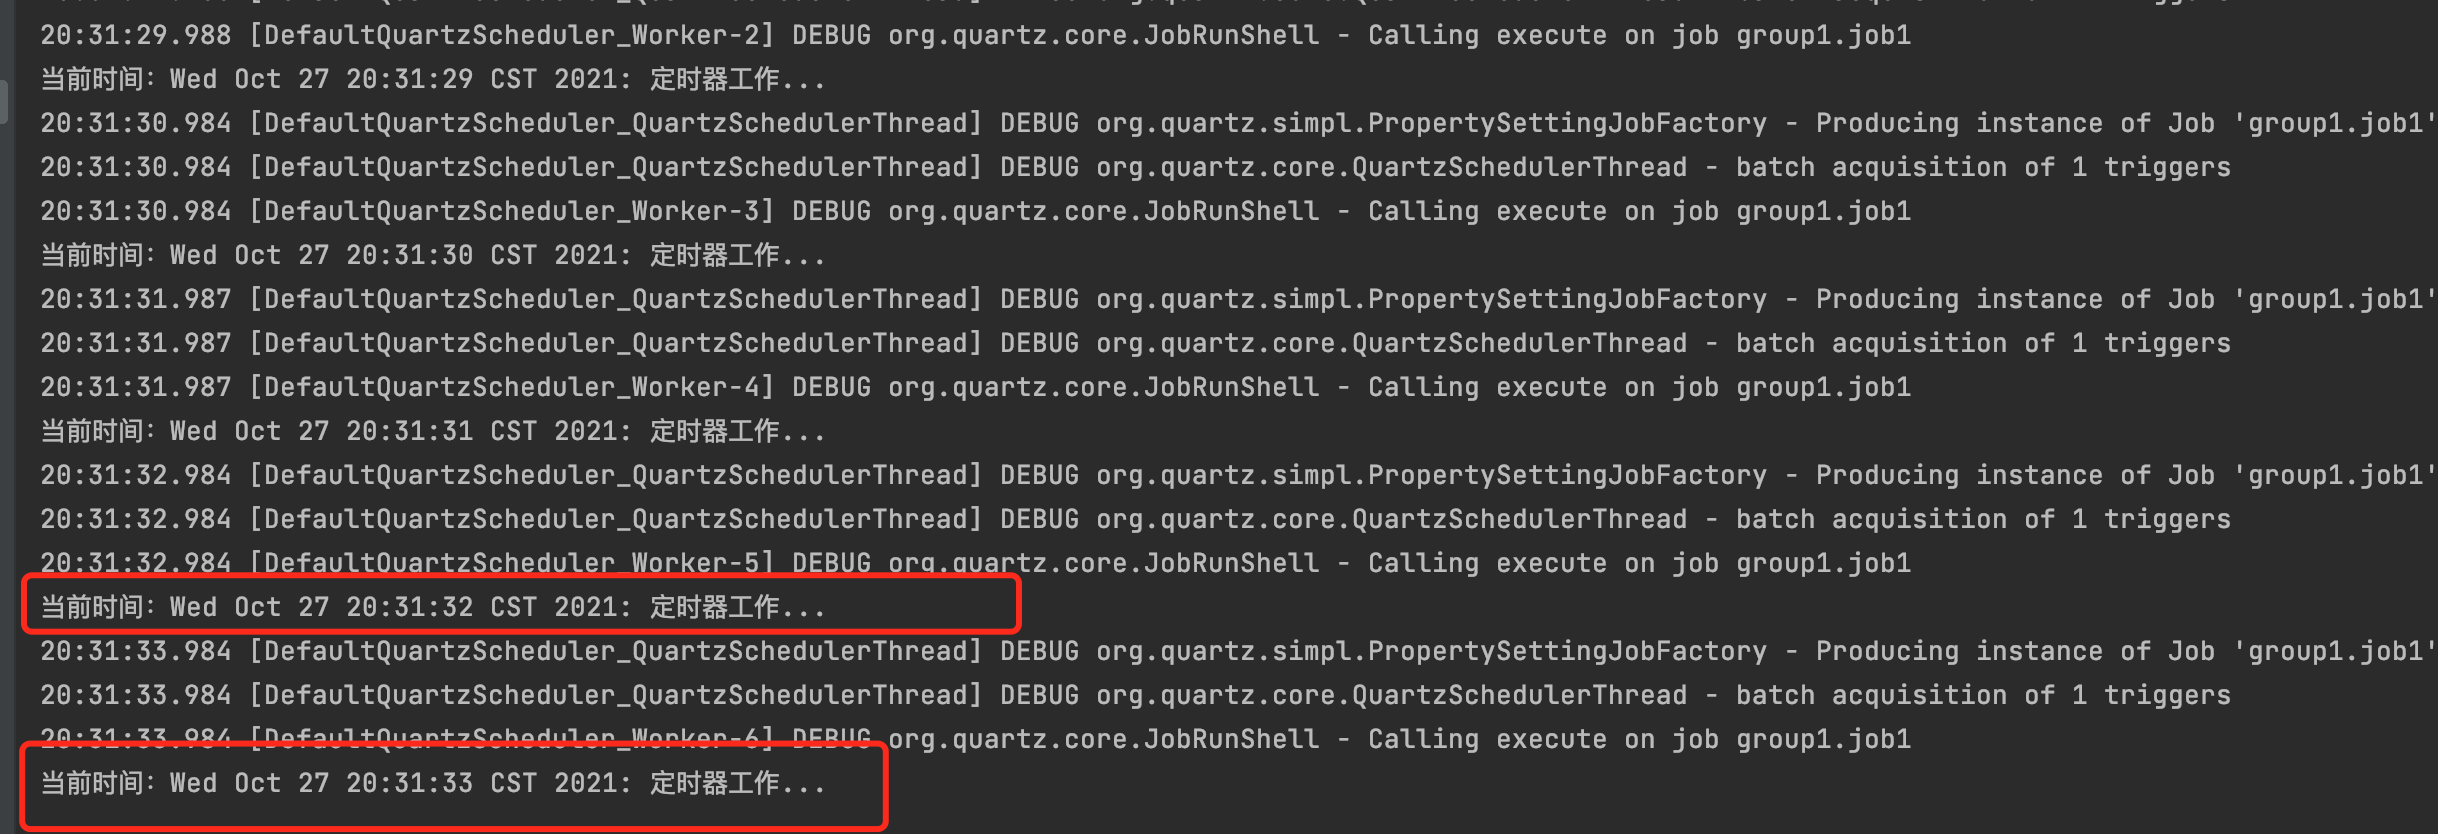 20:31:29.988 [DefaultQuartzScheduler_Worker-2] DEBUG org.quartz.core.JobRunShell - Calling execute on job group1.job1
当前时间: Wed Oct 27 20:31:29 CST 2021: 定时器工作...
20:31:30.984 [DefaultQuartzScheduler_QuartzSchedulerThread] DEBUG org.quartz.simpl.PropertySettingJobFactory - Producing instance of Job 'group1.job1'
20:31:30.984 [DefaultQuartzScheduler_QuartzSchedulerThread] DEBUG org.quartz.core.QuartzSchedulerThread - batch acquisition of 1 triggers
20:31:30.984 [DefaultQuartzScheduler_Worker-3] DEBUG org.quartz.core.JobRunShell - Calling execute on job group1.job1
当前时间: Wed Oct 27 20:31:30 CST 2021: 定时器工作...
20:31:31.987 [DefaultQuartzScheduler_QuartzSchedulerThread] DEBUG org.quartz.simpl.PropertySettingJobFactory - Producing instance of Job 'group1.job1'
20:31:31.987 [DefaultQuartzScheduler_QuartzSchedulerThread] DEBUG org.quartz.core.QuartzSchedulerThread - batch acquisition of 1 triggers
20:31:31.987 [DefaultQuartzScheduler_Worker-4] DEBUG org.quartz.core.JobRunShell - Calling execute on job group1.job1
当前时间: Wed Oct 27 20:31:31 CST 2021: 定时器工作...
20:31:32.984 [DefaultQuartzScheduler_QuartzSchedulerThread] DEBUG org.quartz.simpl.PropertySettingJobFactory - Producing instance of Job 'group1.job1'
20:31:32.984 [DefaultQuartzScheduler_QuartzSchedulerThread] DEBUG org.quartz.core.QuartzSchedulerThread - batch acquisition of 1 triggers
20:31:32.984 [DefaultQuartzScheduler_Worker-5] DEBUG org.quartz.core.JobRunShell - Calling execute on job group1.job1
当前时间: Wed Oct 27 20:31:32 CST 2021: 定时器工作...
20:31:33.984 [DefaultQuartzScheduler_QuartzSchedulerThread] DEBUG org.quartz.simpl.PropertySettingJobFactory - Producing instance of Job 'group1.job1'
20:31:33.984 [DefaultQuartzScheduler_QuartzSchedulerThread] DEBUG org.quartz.core.QuartzSchedulerThread - batch acquisition of 1 triggers
20:31:33.984 [DefaultQuartzScheduler_Worker-6] DEBUG org.quartz.core.JobRunShell - Calling execute on job group1.job1
当前时间: Wed Oct 27 20:31:33 CST 2021: 定时器工作...